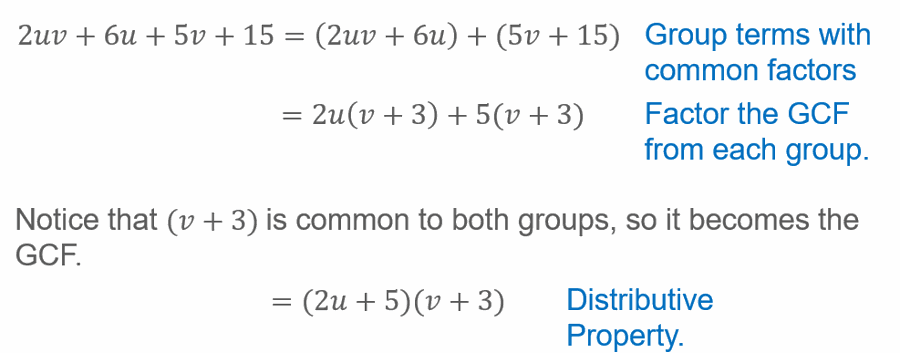 2uv + 6u + 5v + 15 = (2uv + 6u) + (5v + 15) Group terms with
common factors
= 2u(v + 3) + 5(v + 3) Factor the GCF
from each group.
Notice that (v + 3) is common to both groups, so it becomes the
GCF.
= (2u + 5)(v + 3) Distributive
Property.